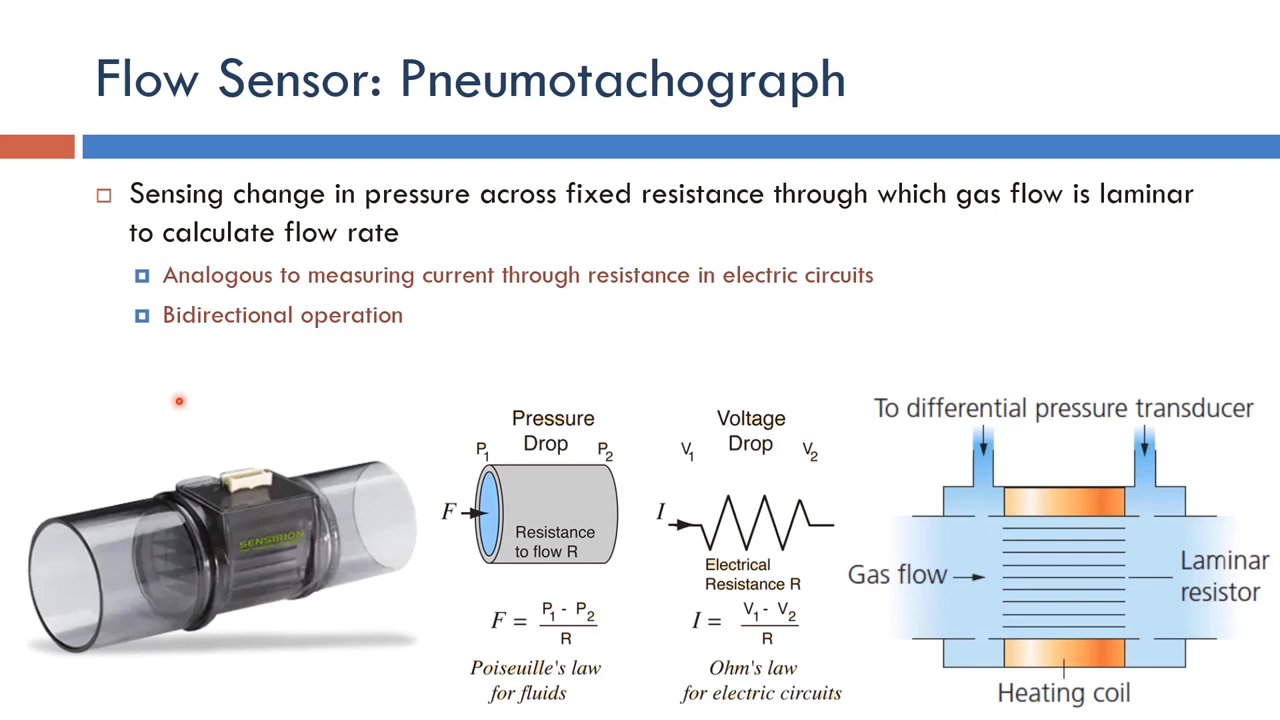 Flow Sensor: Pneumotachograph
Sensing change in pressure across fixed resistance through which gas flow is laminar
to calculate flow rate
Analogous to measuring current through resistance in electric circuits
Bidirectional operation
SENSIRION
Pressure
Drop
P1
P2
F
Resistance
to flow R
F = P1 - P2
R
Poiseuille's law
for fluids
Voltage
Drop
V1
V2
I
Electrical
Resistance R
I = V1 - V2
R
Ohm's law
for electric circuits
To differential pressure transducer
Gas flow
Laminar
resistor
Heating coil